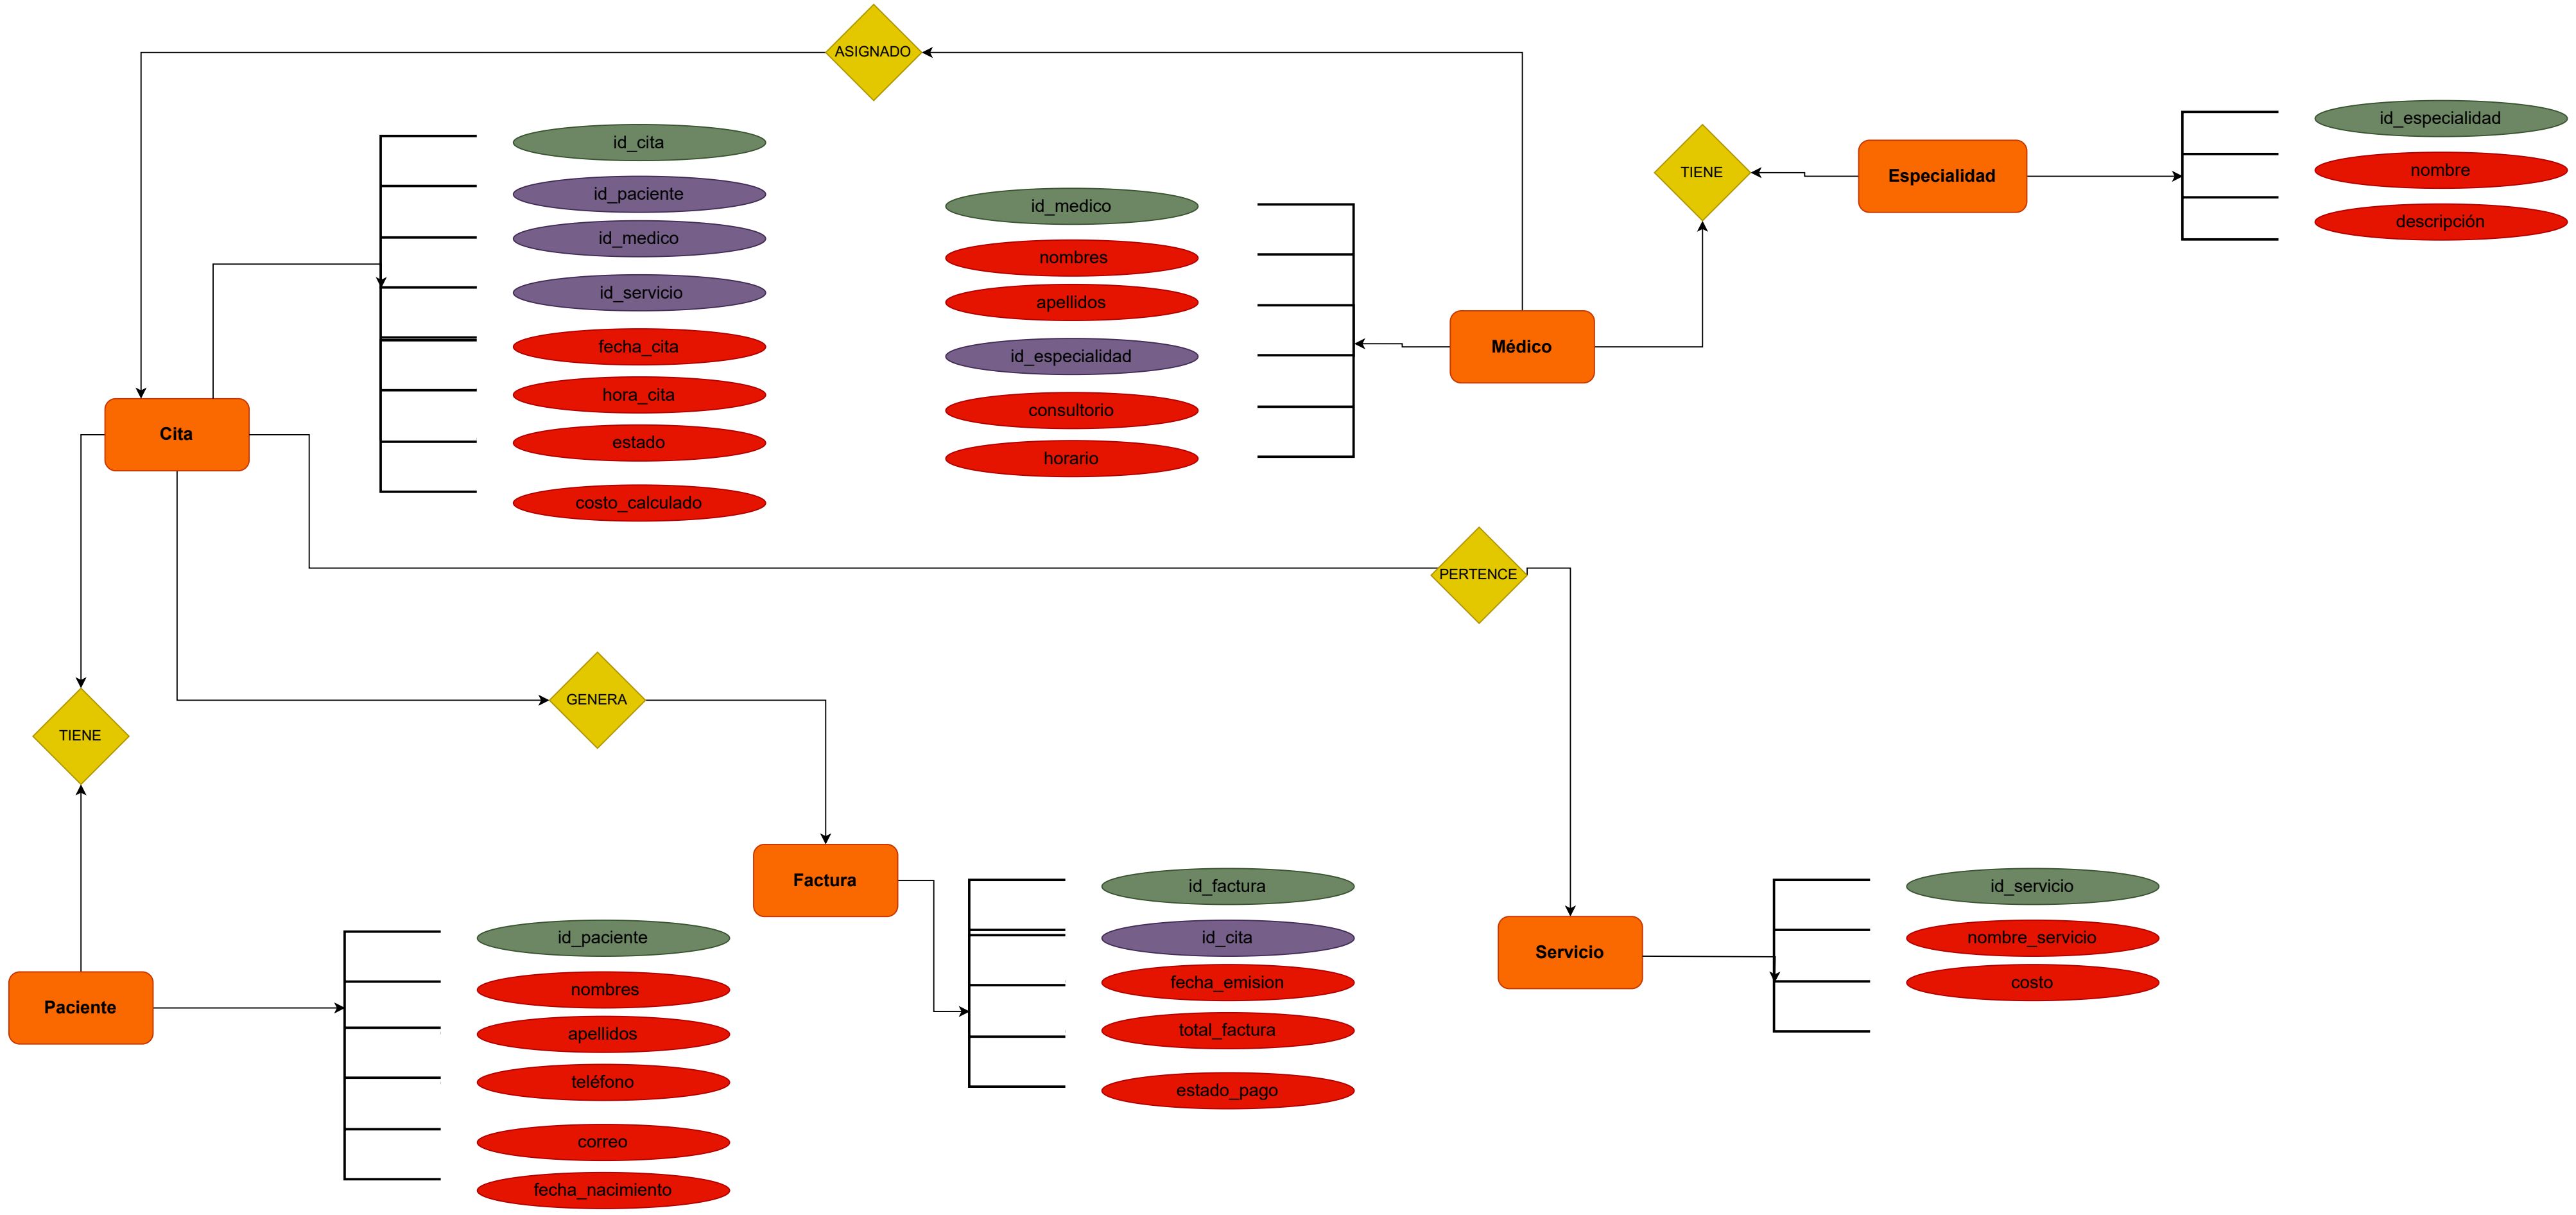 ASIGNADO
id_cita
id_paciente
id_medico
id_servicio
fecha_cita
hora_cita
estado
costo_calculado
Cita
id_medico
nombres
apellidos
id_especialidad
consultorio
horario
Médico
TIENE
Especialidad
id_especialidad
nombre
descripción
PERTENCE
GENERA
TIENE
Factura
id_factura
id_cita
fecha_emision
total_factura
estado_pago
Servicio
id_servicio
nombre_servicio
costo
Paciente
id_paciente
nombres
apellidos
teléfono
correo
fecha_nacimiento